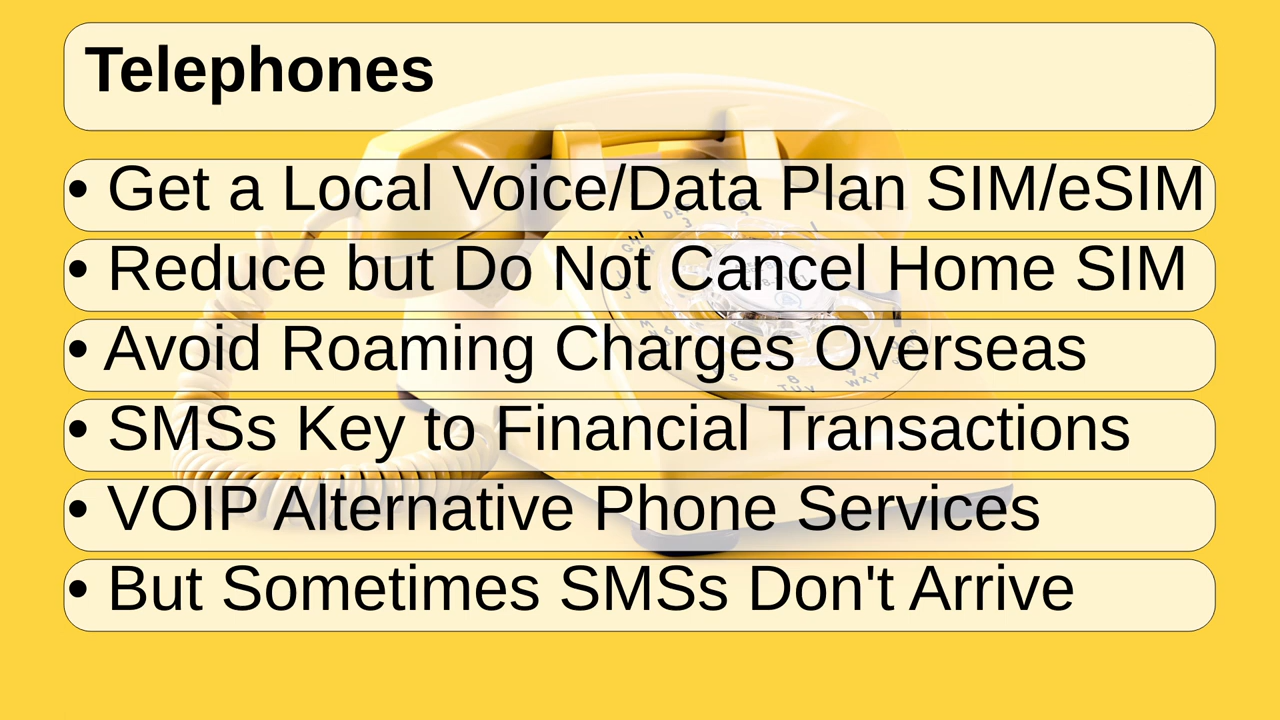 Telephones
• Get a Local Voice/Data Plan SIM/eSIM
• Reduce but Do Not Cancel Home SIM
• Avoid Roaming Charges Overseas
• SMSs Key to Financial Transactions
• VOIP Alternative Phone Services
• But Sometimes SMSs Don't Arrive